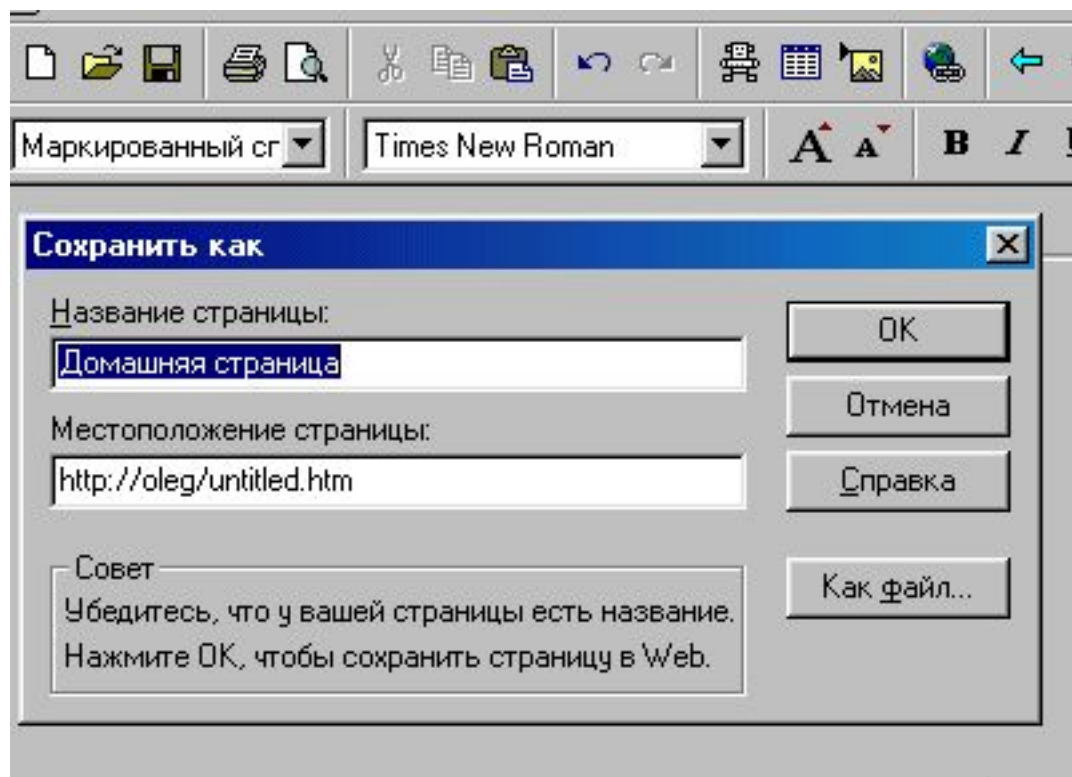 Маркированный сп
Times New Roman
A A B I U
Сохранить как
Название страницы:
Домашняя страница
OK
Отмена
Местоположение страницы:
http://oleg/untitled.htm
Справка
Совет
Убедитесь, что у вашей страницы есть название.
Нажмите OK, чтобы сохранить страницу в Web.
Как файл...